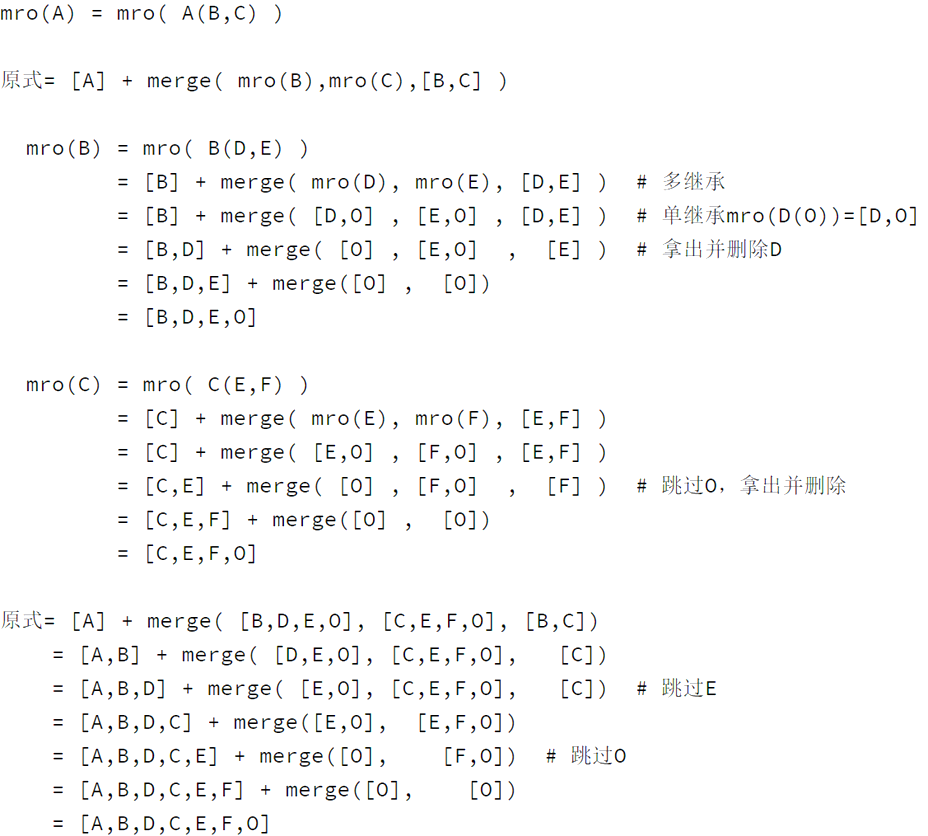 mro(A) = mro( A(B,C) )
原式= [A] + merge( mro(B),mro(C),[B,C] )
mro(B) = mro( B(D,E) )
= [B] + merge( mro(D), mro(E), [D,E] )  # 多继承
= [B] + merge( [D,O] , [E,O] , [D,E] )  # 单继承mro(D(O))=[D,O]
= [B,D] + merge( [O] , [E,O]  ,  [E] )  # 拿出并删除D
= [B,D,E] + merge([O] ,  [O])
= [B,D,E,O]
mro(C) = mro( C(E,F) )
= [C] + merge( mro(E), mro(F), [E,F] )
= [C] + merge( [E,O] , [F,O] , [E,F] )
= [C,E] + merge( [O] , [F,O]  ,  [F] )  # 跳过O，拿出并删除
= [C,E,F] + merge([O] ,  [O])
= [C,E,F,O]
原式= [A] + merge( [B,D,E,O], [C,E,F,O], [B,C])
= [A,B] + merge( [D,E,O], [C,E,F,O],   [C])
= [A,B,D] + merge( [E,O], [C,E,F,O],   [C])  # 跳过E
= [A,B,D,C] + merge([E,O],  [E,F,O])
= [A,B,D,C,E] + merge([O],    [F,O])  # 跳过O
= [A,B,D,C,E,F] + merge([O],    [O])
= [A,B,D,C,E,F,O]